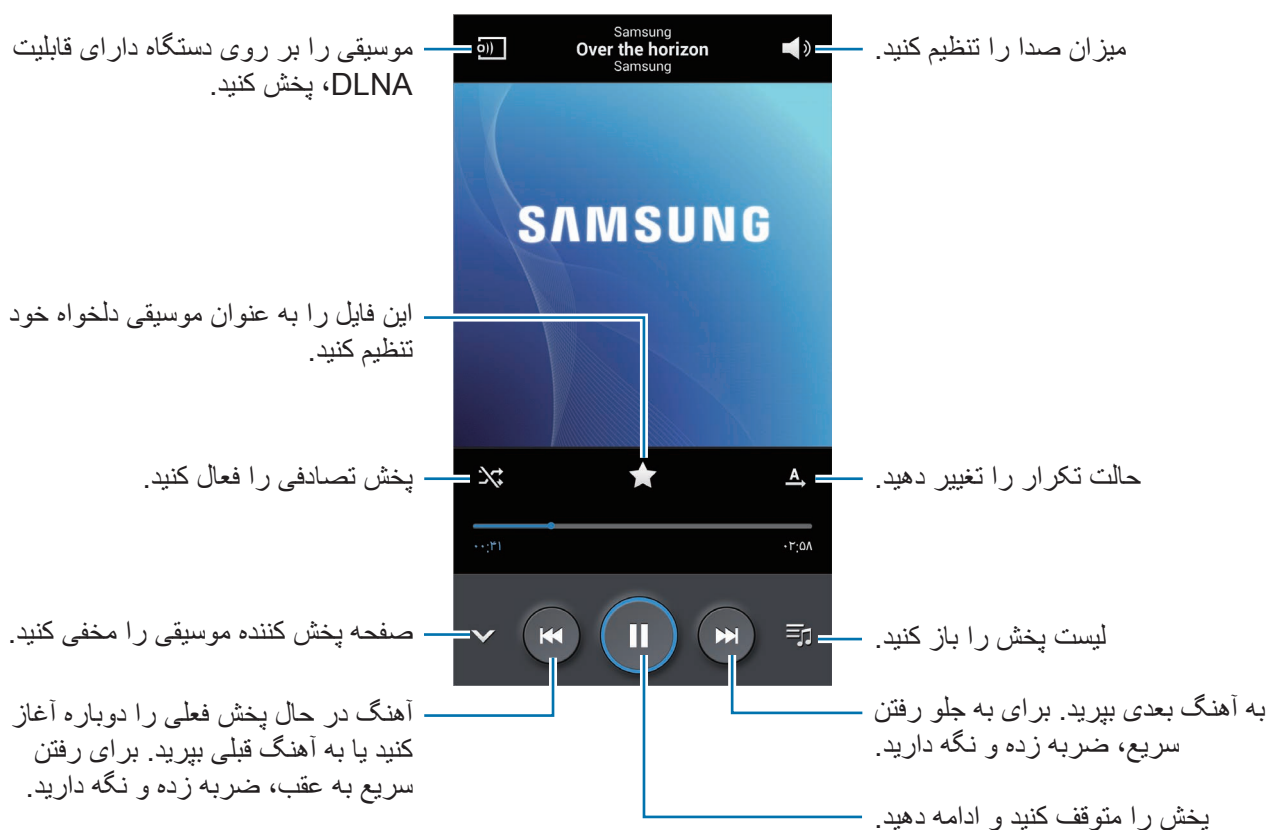 Samsung
Over the horizon
Samsung
میزان صدا را تنظیم کنید.
موسیقی را بر روی دستگاه دارای قابلیت
DLNA، پخش کنید.
SAMSUNG
این فایل را به عنوان موسیقی دلخواه خود
تنظیم کنید.
حالت تکرار را تغییر دهید.
A
پخش تصادفی را فعال کنید.
۰۰:۳۱
۰۲:۵۸
لیست پخش را باز کنید.
صفحه پخش کننده موسیقی را مخفی کنید.
به آهنگ بعدی بپرید. برای به جلو رفتن
سریع، ضربه زده و نگه دارید.
آهنگ در حال پخش فعلی را دوباره آغاز
کنید یا به آهنگ قبلی بپرید. برای رفتن
سریع به عقب، ضربه زده و نگه دارید.
پخش را متوقف کنید و ادامه دهید.